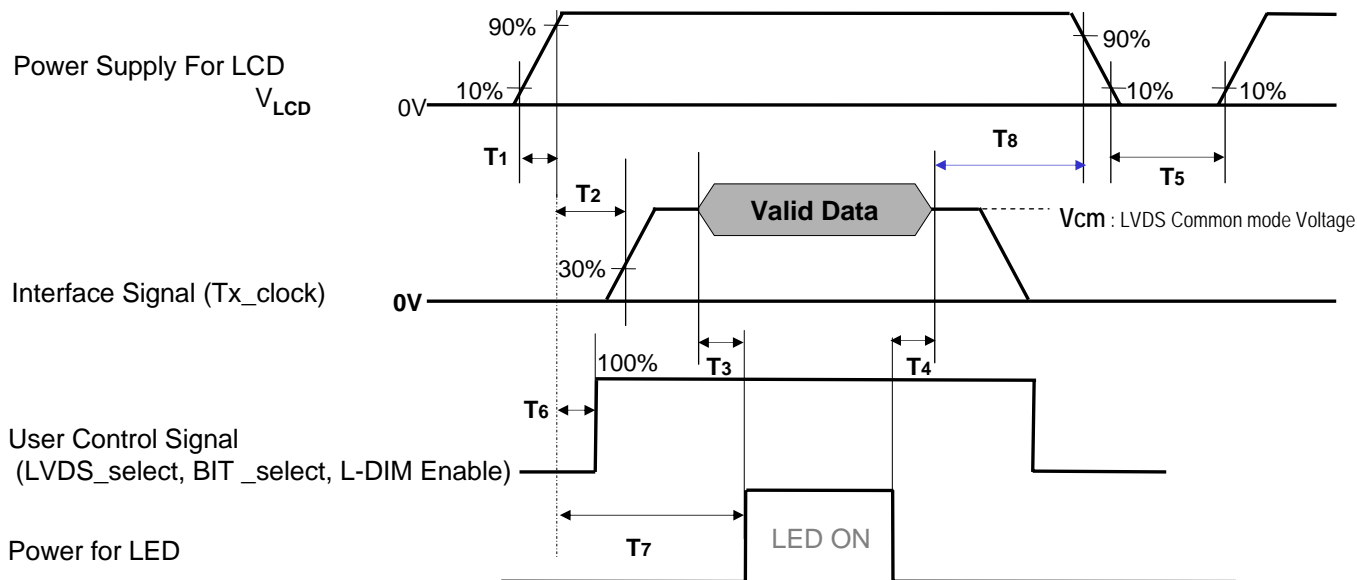 90%
90%
Power Supply For LCD
10%
10%
10%
VLCD
0V
T1
T8
T5
T2
Valid Data
Vcm : LVDS Common mode Voltage
30%
Interface Signal (Tx_clock)
0V
100%
T3
T4
T6
User Control Signal
(LVDS_select, BIT _select, L-DIM Enable)
T7
LED ON
Power for LED